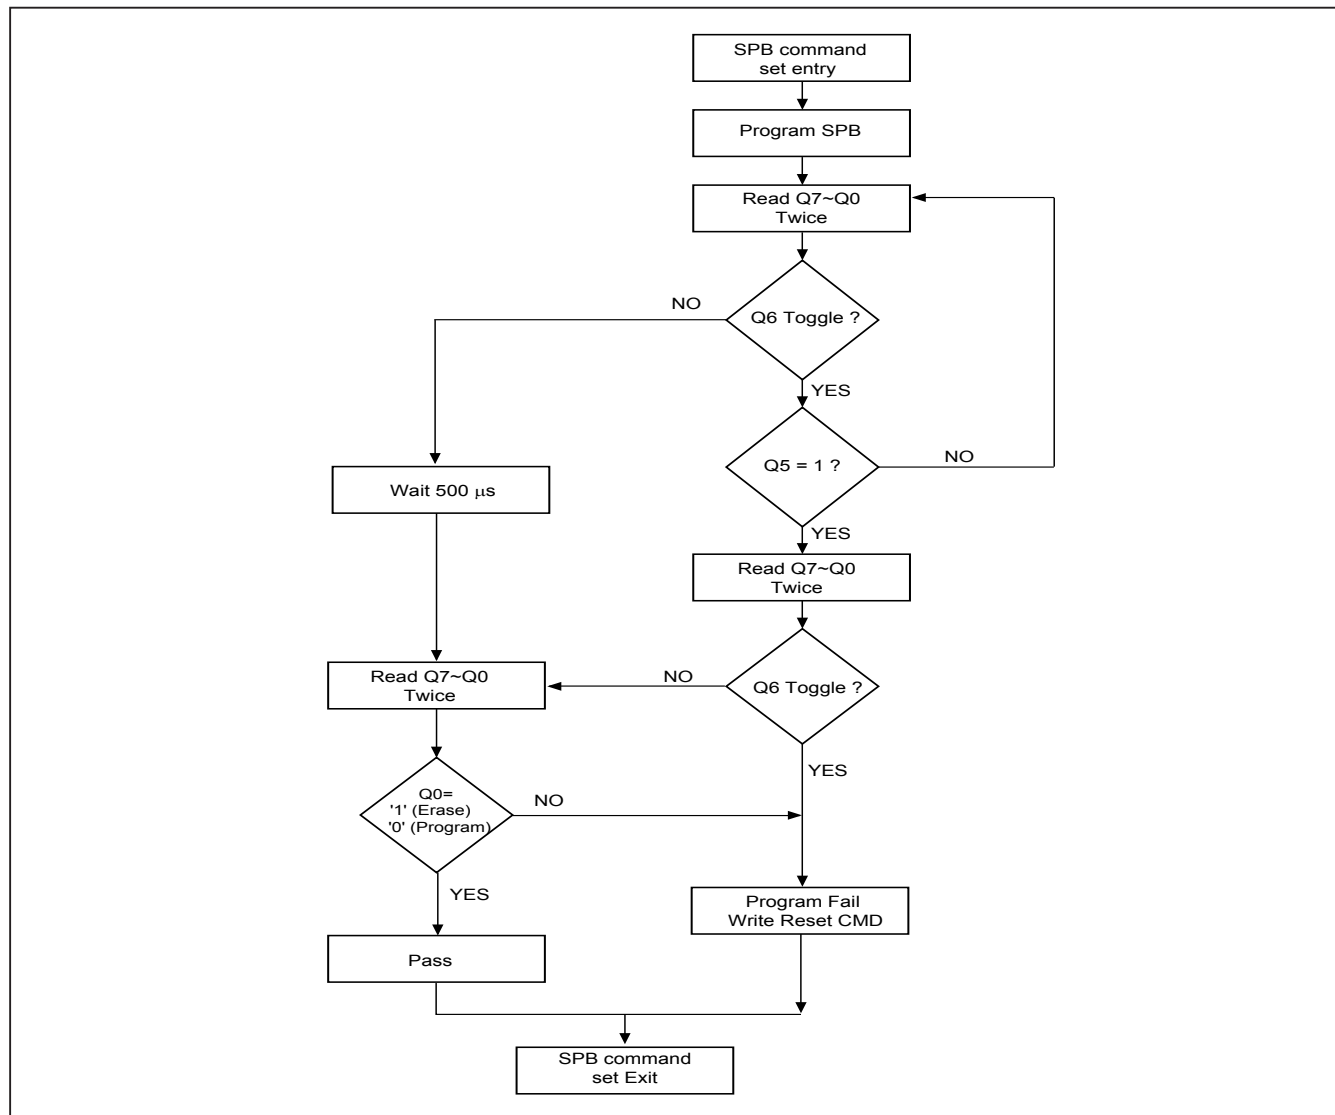 SPB command
set entry
Program SPB
Read Q7~Q0
Twice
NO
Q6 Toggle ?
YES
Q5 = 1 ?
NO
Wait 500 μs
YES
Read Q7~Q0
Twice
Read Q7~Q0
Twice
NO
Q6 Toggle ?
YES
Q0=
'1' (Erase)
'0' (Program)
NO
YES
Program Fail
Write Reset CMD
Pass
SPB command
set Exit